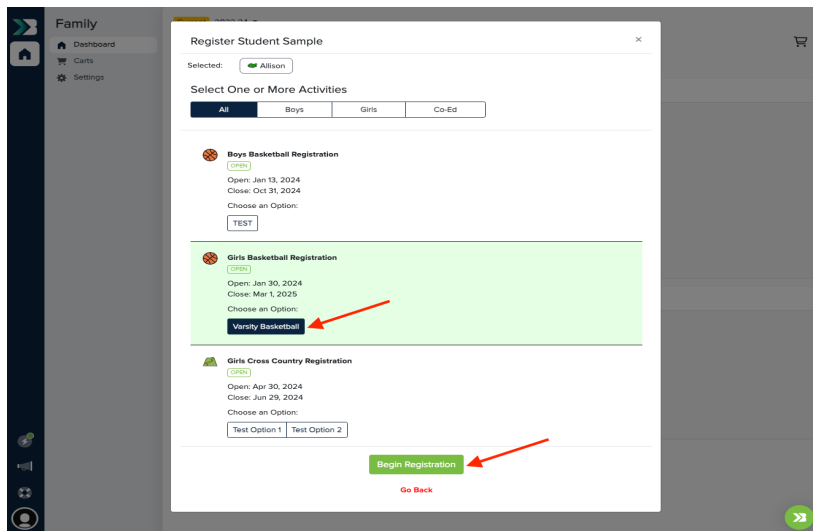 Family
Dashboard
Carts
Settings
Register Student Sample
×
Selected:
Allison
Select One or More Activities
All
Boys
Girls
Co-Ed
Boys Basketball Registration
OPEN
Open: Jan 13, 2024
Close: Oct 31, 2024
Choose an Option:
TEST
Girls Basketball Registration
OPEN
Open: Jan 30, 2024
Close: Mar 1, 2025
Choose an Option:
Varsity Basketball
Girls Cross Country Registration
OPEN
Open: Apr 30, 2024
Close: Jun 29, 2024
Choose an Option:
Test Option 1
Test Option 2
Begin Registration
Go Back